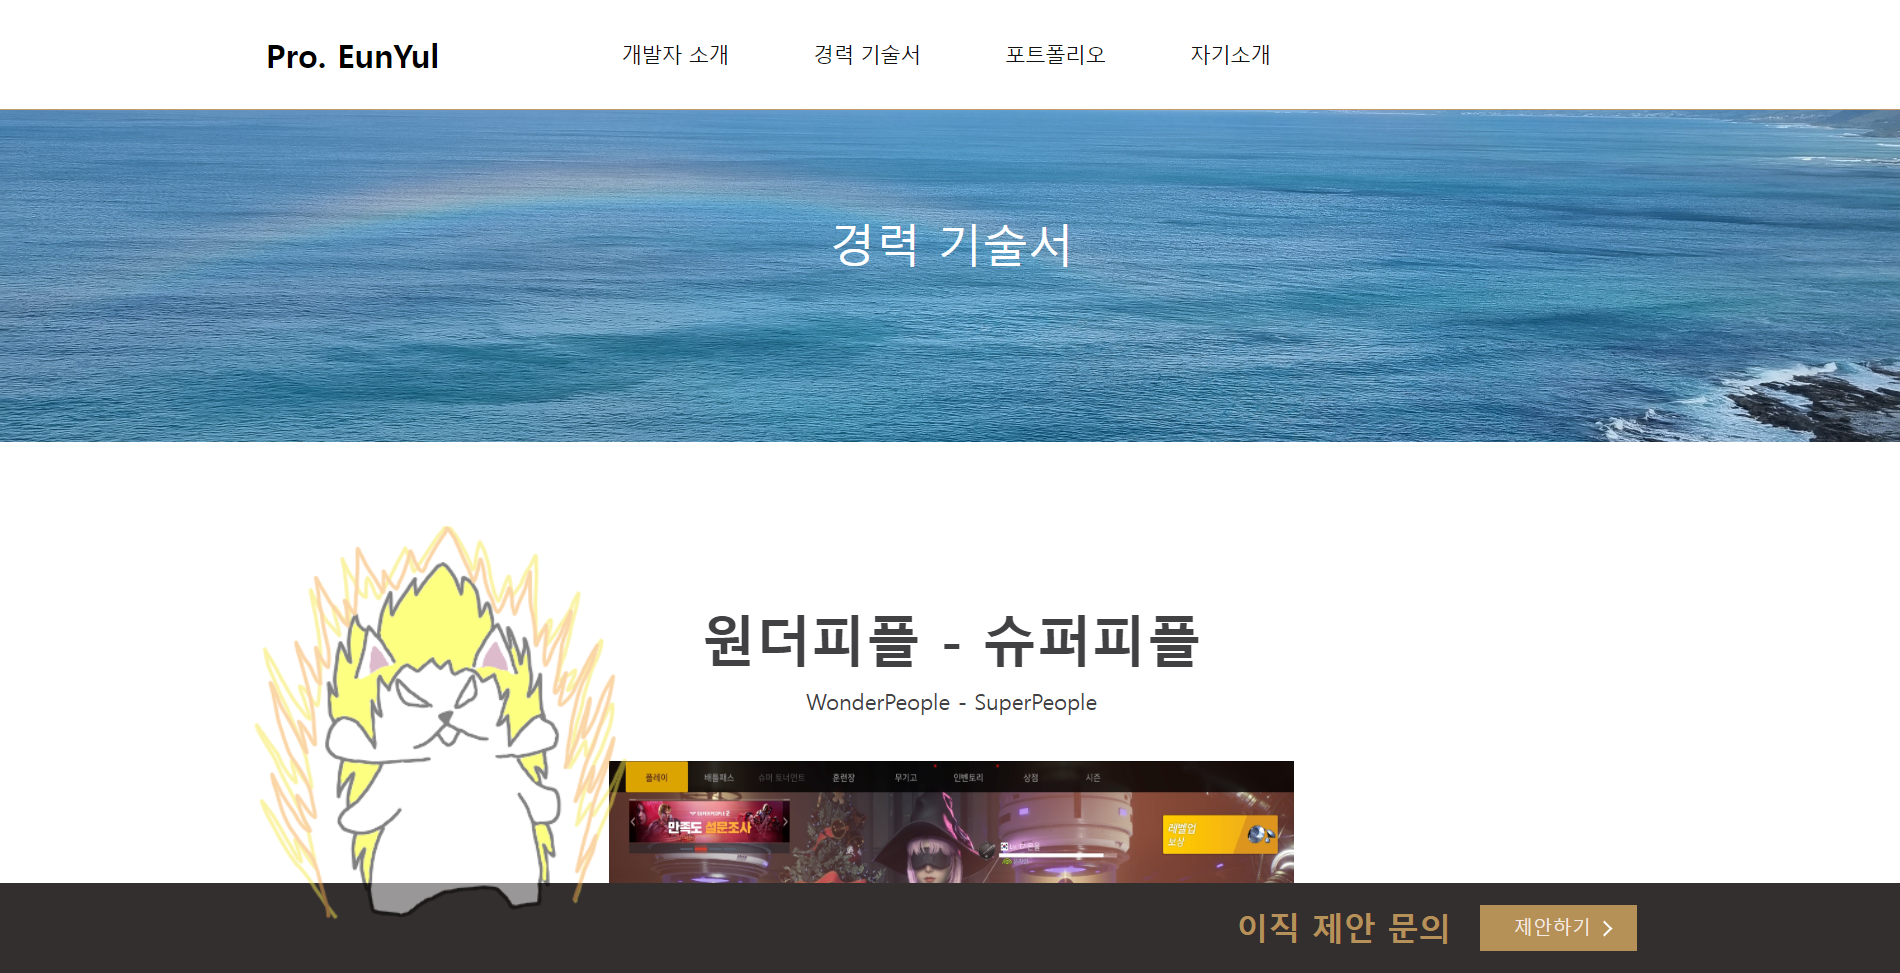 Pro. EunYul
개발자 소개
경력 기술서
포트폴리오
자기소개
경력 기술서
원더피플 - 슈퍼피플
WonderPeople - SuperPeople
플레이 배틀패스 슈퍼 토너먼트 훈련장 무기고 인벤토리 상점 시즌
SUPER PEOPLE 2
만족도 설문조사
레벨업
보상
이직 제안 문의
제안하기